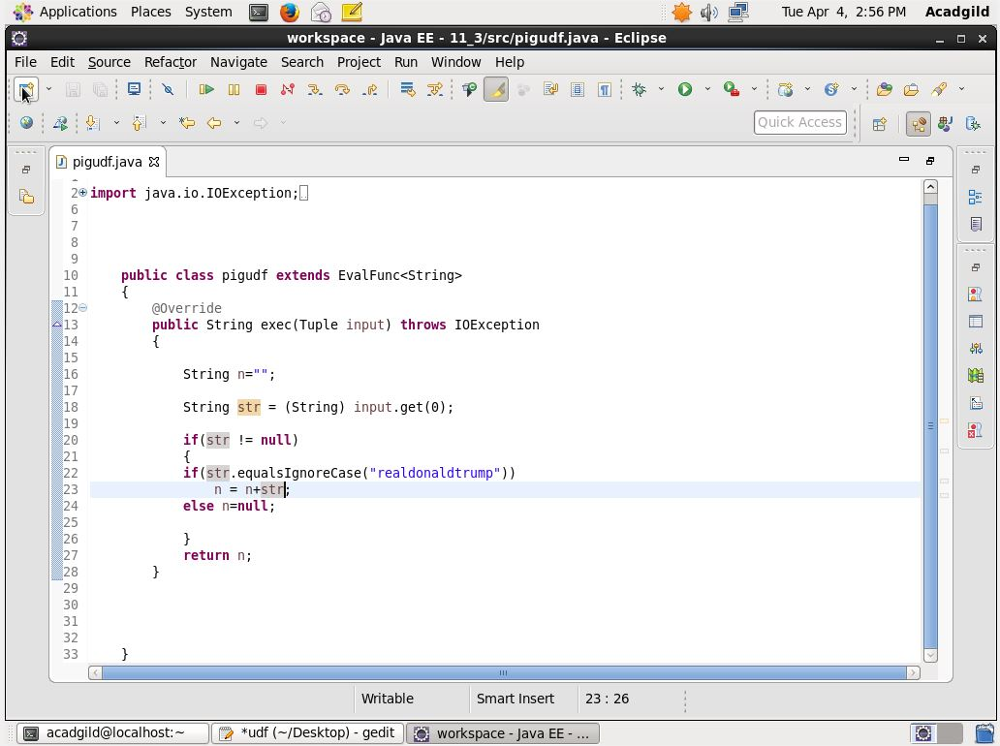 Applications Places System Tue Apr 4, 2:56 PM Acadgild
workspace - Java EE - 11_3/src/pigudf.java - Eclipse
File Edit Source Refactor Navigate Search Project Run Window Help
Quick Access
pigudf.java
1
2 import java.io.IOException;
6
7
8
9
10 public class pigudf extends EvalFunc<String>
11 {
12 @Override
13 public String exec(Tuple input) throws IOException
14 {
15
16 String n="";
17
18 String str = (String) input.get(0);
19
20 if(str != null)
21 {
22 if(str.equalsIgnoreCase("realdonaldtrump"))
23 n = n+str;
24 else n=null;
25
26 }
27 return n;
28 }
29
30
31
32
33 }
Writable Smart Insert 23 : 26
acadgild@localhost:~ *udf (~/Desktop) - gedit workspace - Java EE - ...